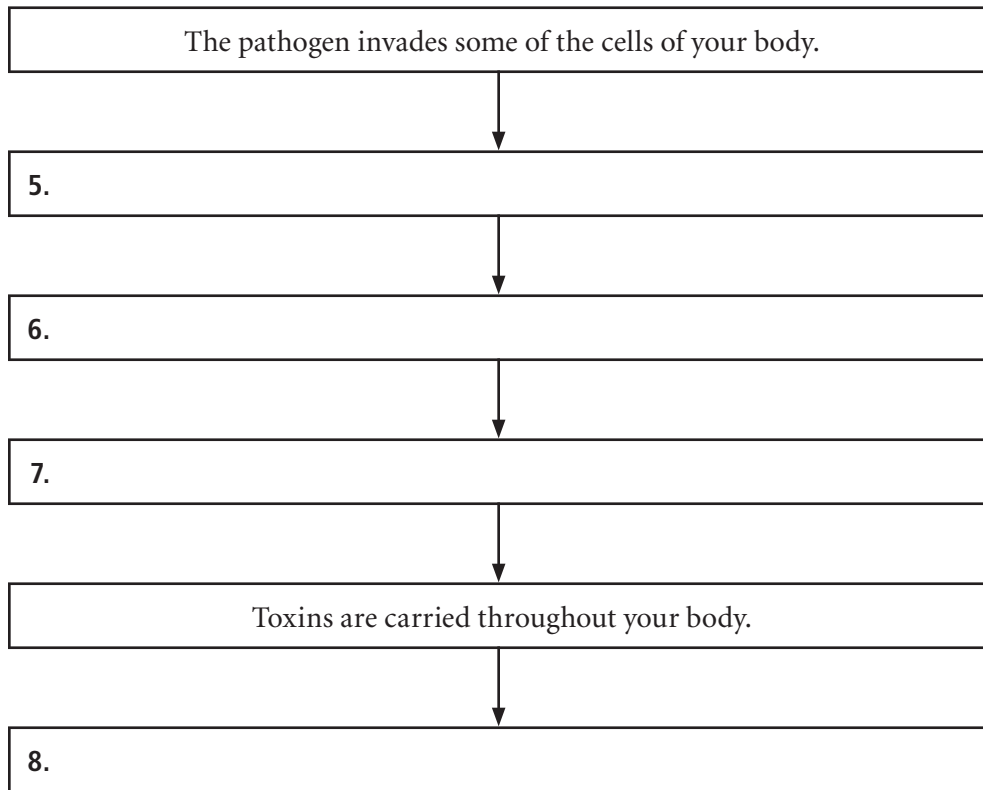 The pathogen invades some of the cells of your body.
5.
6.
7.
Toxins are carried throughout your body.
8.